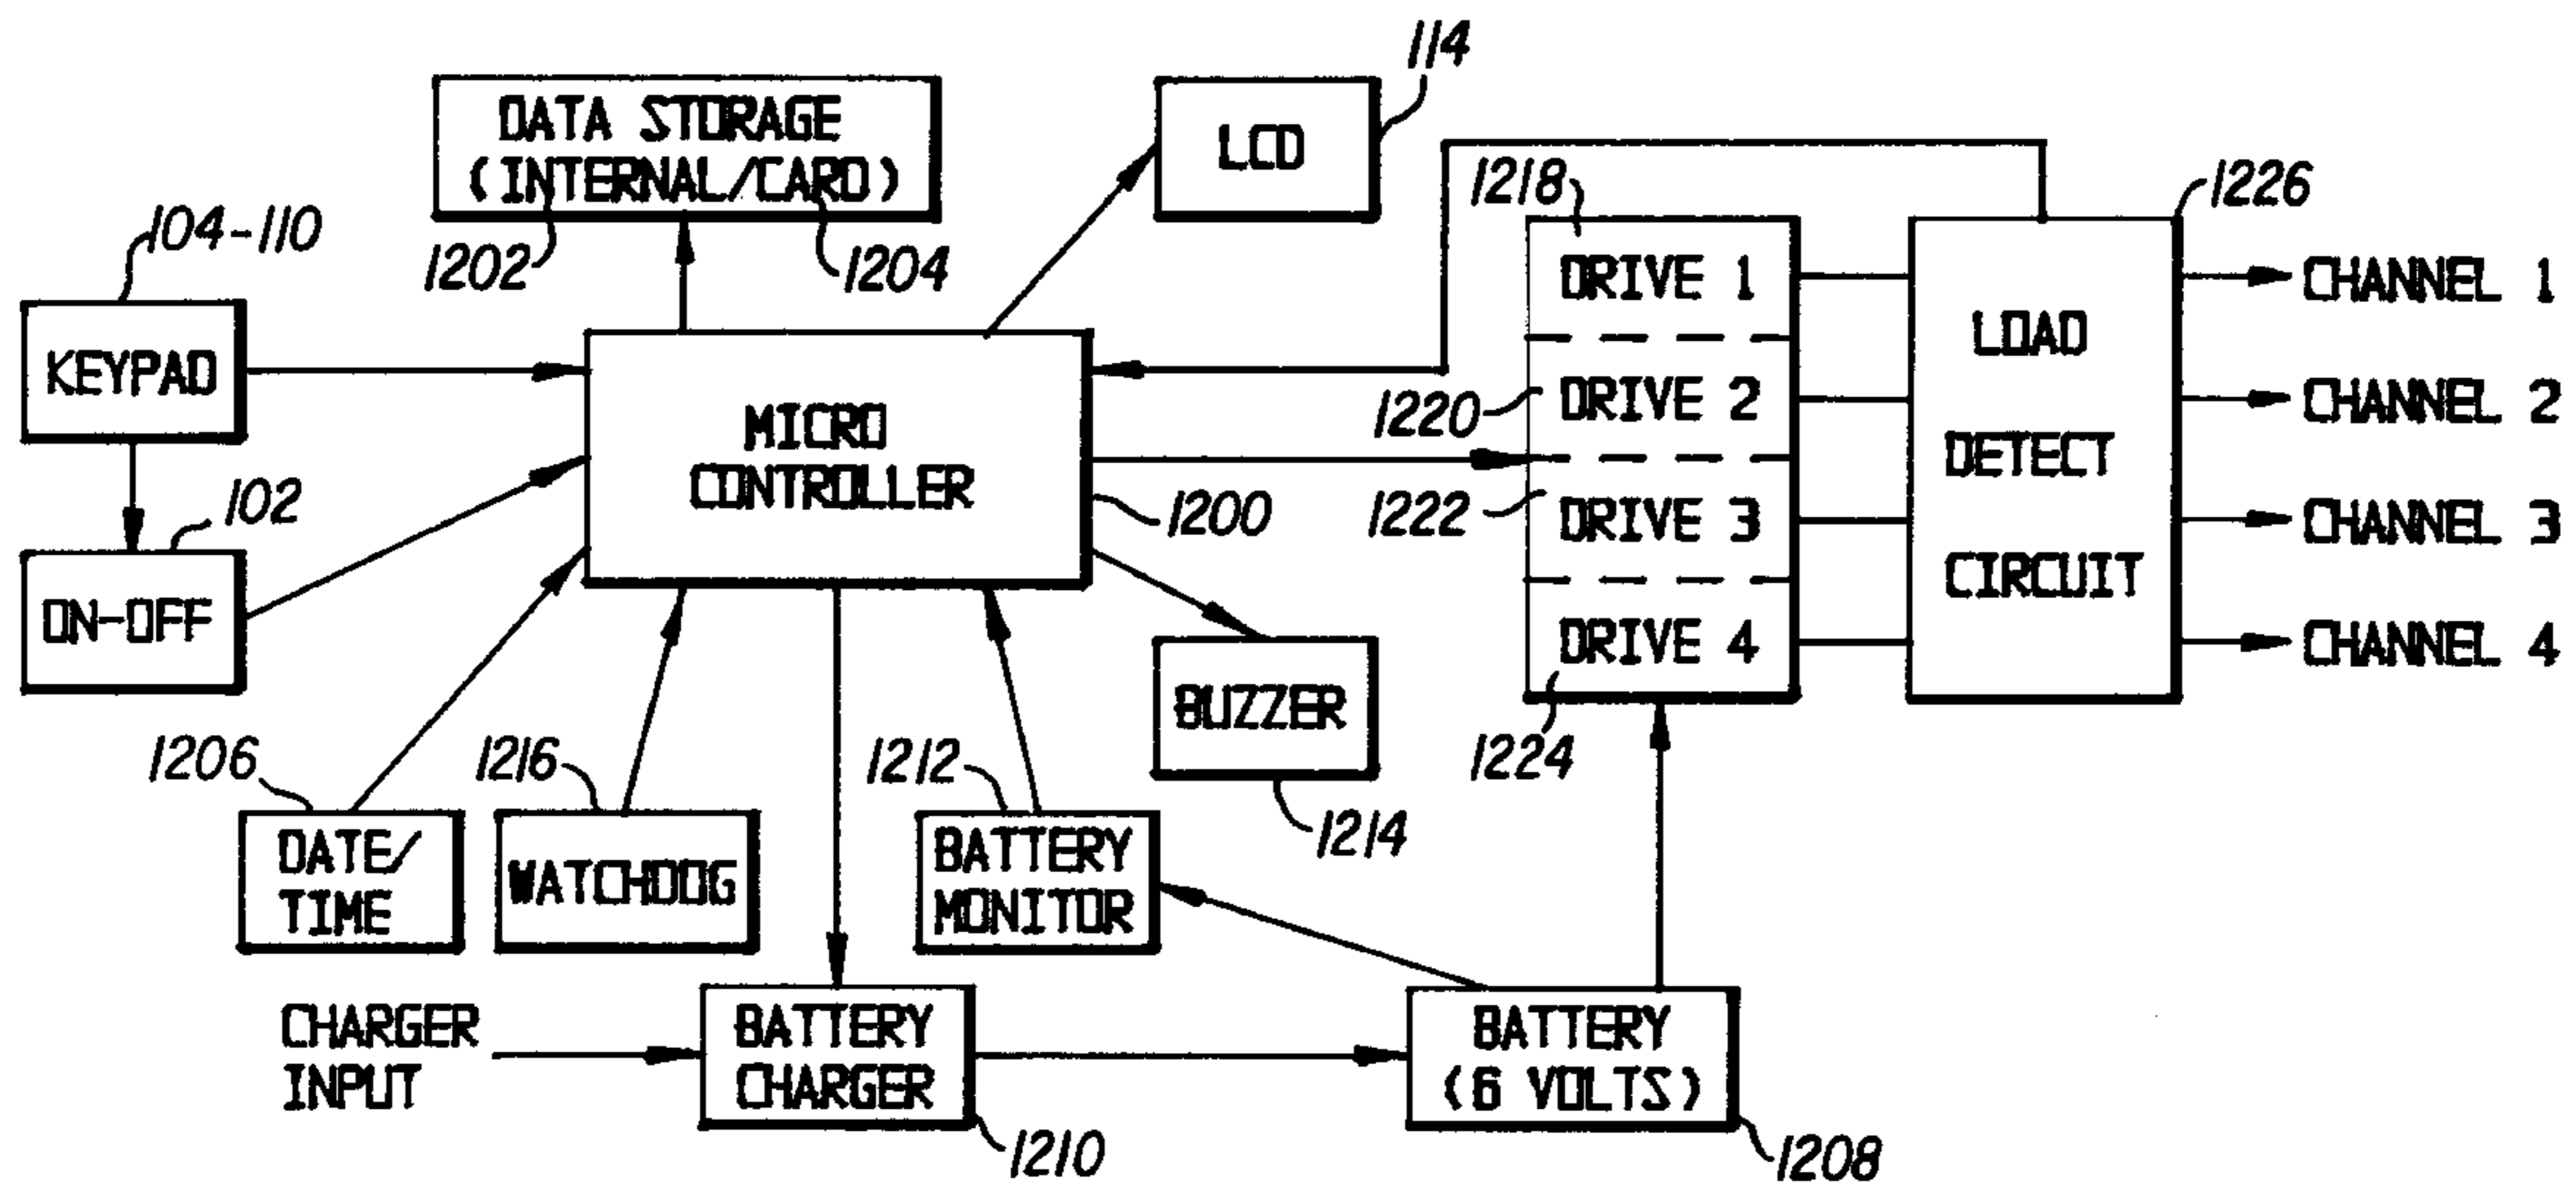 114
DATA STORAGE
(INTERNAL/CARD)
LCD
1218
1226
104-110
1202
1204
DRIVE 1
CHANNEL 1
LOAD
KEYPAD
1220
DRIVE 2
CHANNEL 2
MICRO
CONTROLLER
DETECT
102
1200
1222
DRIVE 3
CHANNEL 3
CIRCUIT
ON-OFF
DRIVE 4
CHANNEL 4
BUZZER
1206
1216
1212
1224
1214
DATE/
TIME
WATCHDOG
BATTERY
MONITOR
CHARGER
INPUT
BATTERY
CHARGER
BATTERY
(6 VOLTS)
1210
1208